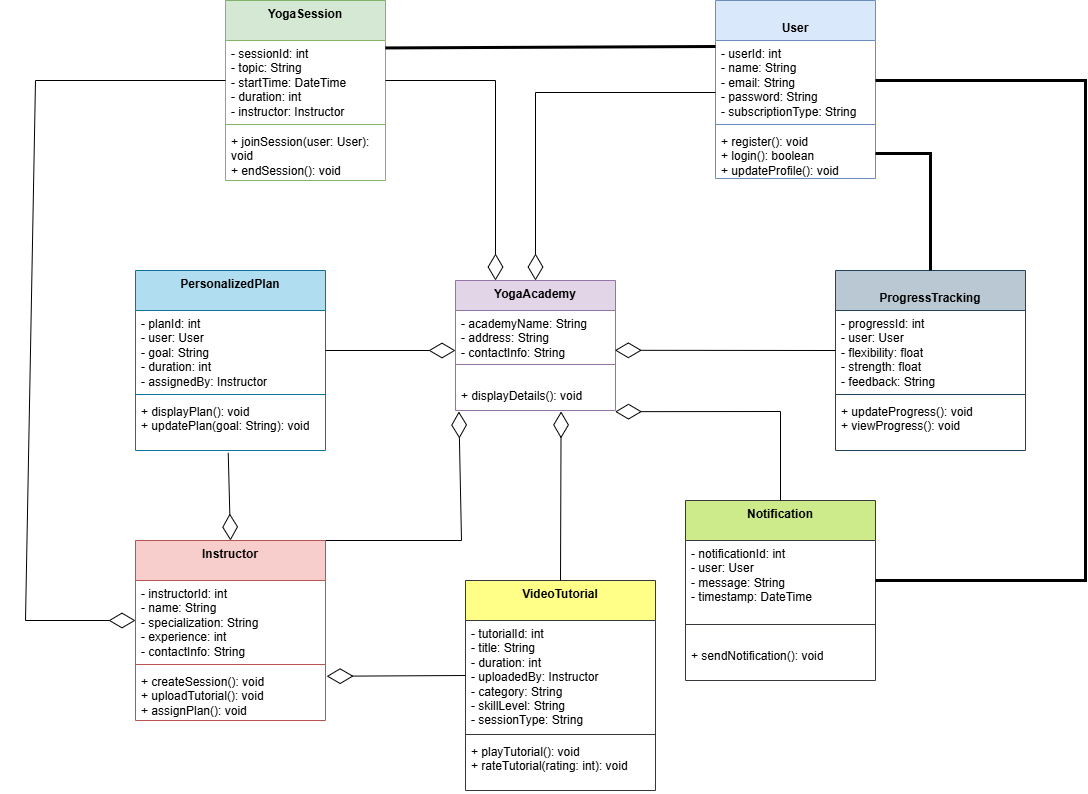 YogaSession
- sessionId: int
- topic: String
- startTime: DateTime
- duration: int
- instructor: Instructor
+ joinSession(user: User):
void
+ endSession(): void
User
- userId: int
- name: String
- email: String
- password: String
- subscriptionType: String
+ register(): void
+ login(): boolean
+ updateProfile(): void
PersonalizedPlan
- planId: int
- user: User
- goal: String
- duration: int
- assignedBy: Instructor
+ displayPlan(): void
+ updatePlan(goal: String): void
YogaAcademy
- academyName: String
- address: String
- contactInfo: String
+ displayDetails(): void
ProgressTracking
- progressId: int
- user: User
- flexibility: float
- strength: float
- feedback: String
+ updateProgress(): void
+ viewProgress(): void
Instructor
- instructorId: int
- name: String
- specialization: String
- experience: int
- contactInfo: String
+ createSession(): void
+ uploadTutorial(): void
+ assignPlan(): void
VideoTutorial
- tutorialId: int
- title: String
- duration: int
- uploadedBy: Instructor
- category: String
- skillLevel: String
- sessionType: String
+ playTutorial(): void
+ rateTutorial(rating: int): void
Notification
- notificationId: int
- user: User
- message: String
- timestamp: DateTime
+ sendNotification(): void